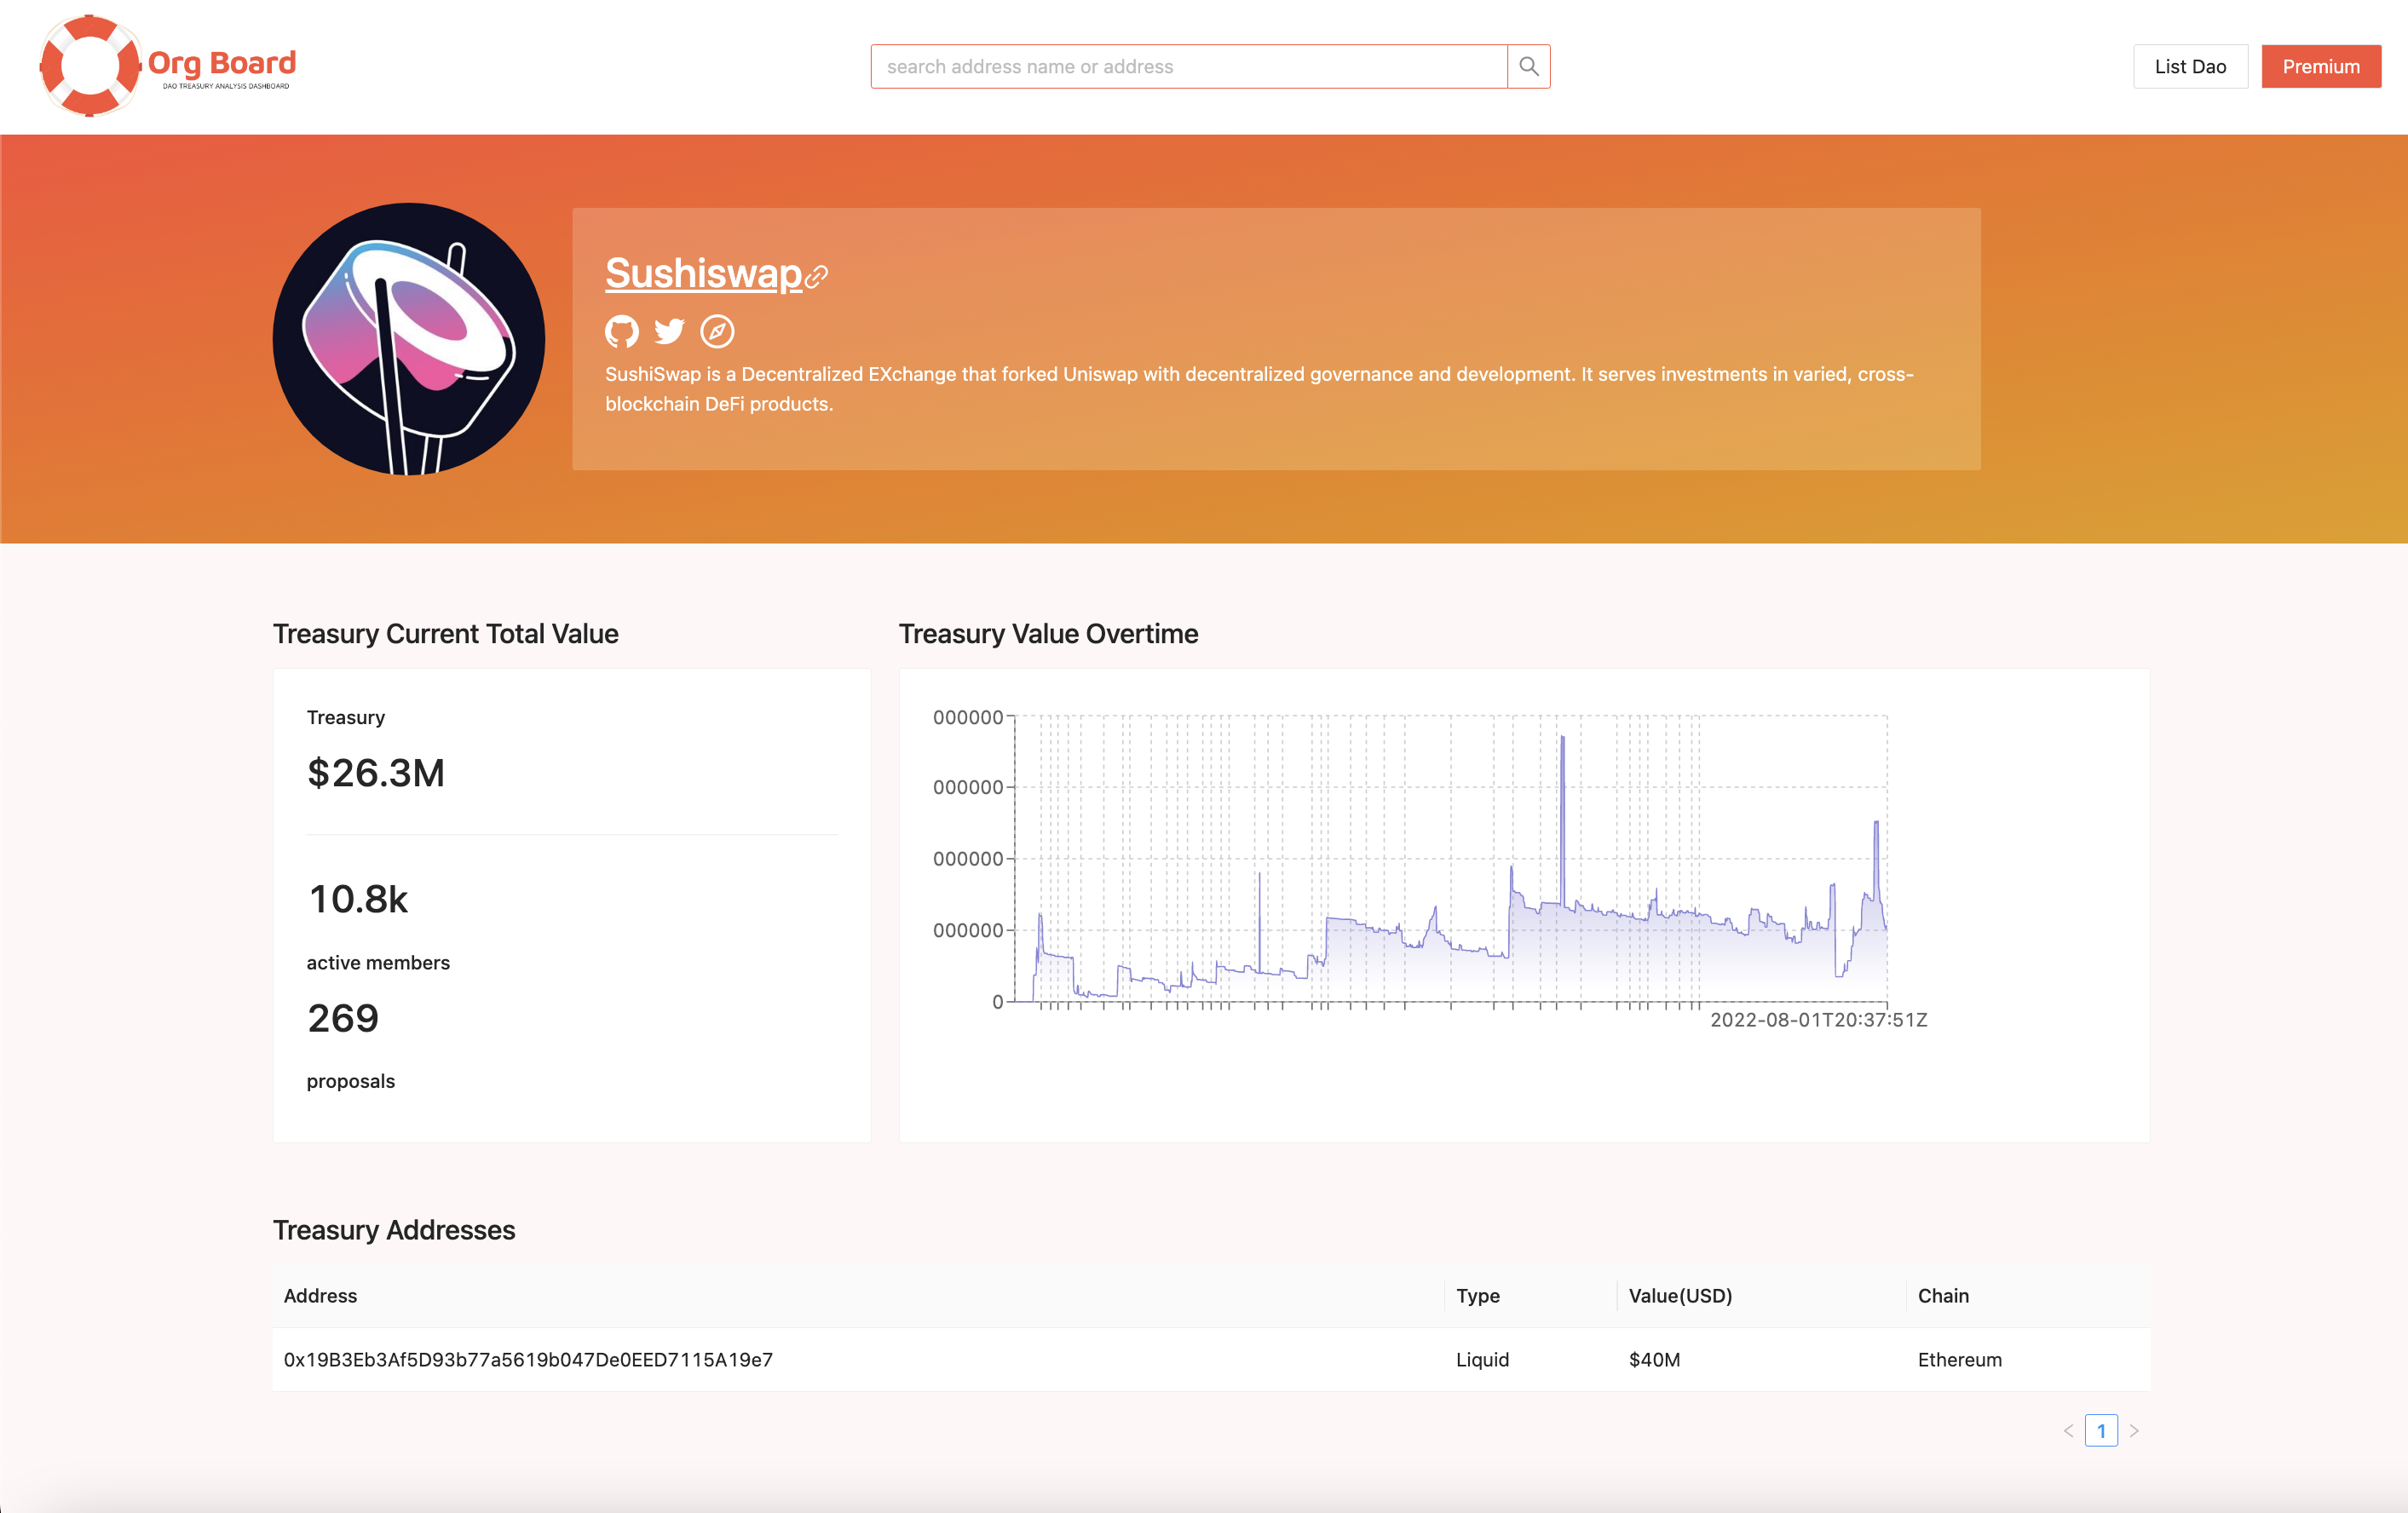 Org Board
DAO TREASURY ANALYSIS DASHBOARD
search address name or address
List Dao
Premium
Sushiswap
SushiSwap is a Decentralized EXchange that forked Uniswap with decentralized governance and development. It serves investments in varied, cross-
blockchain DeFi products.
Treasury Current Total Value
Treasury
$26.3M
10.8k
active members
269
proposals
Treasury Value Overtime
000000
000000
000000
000000
0
2022-08-01T20:37:51Z
Treasury Addresses
Address
Type
Value(USD)
Chain
0x19B3Eb3Af5D93b77a5619b047De0EED7115A19e7
Liquid
$40M
Ethereum
1